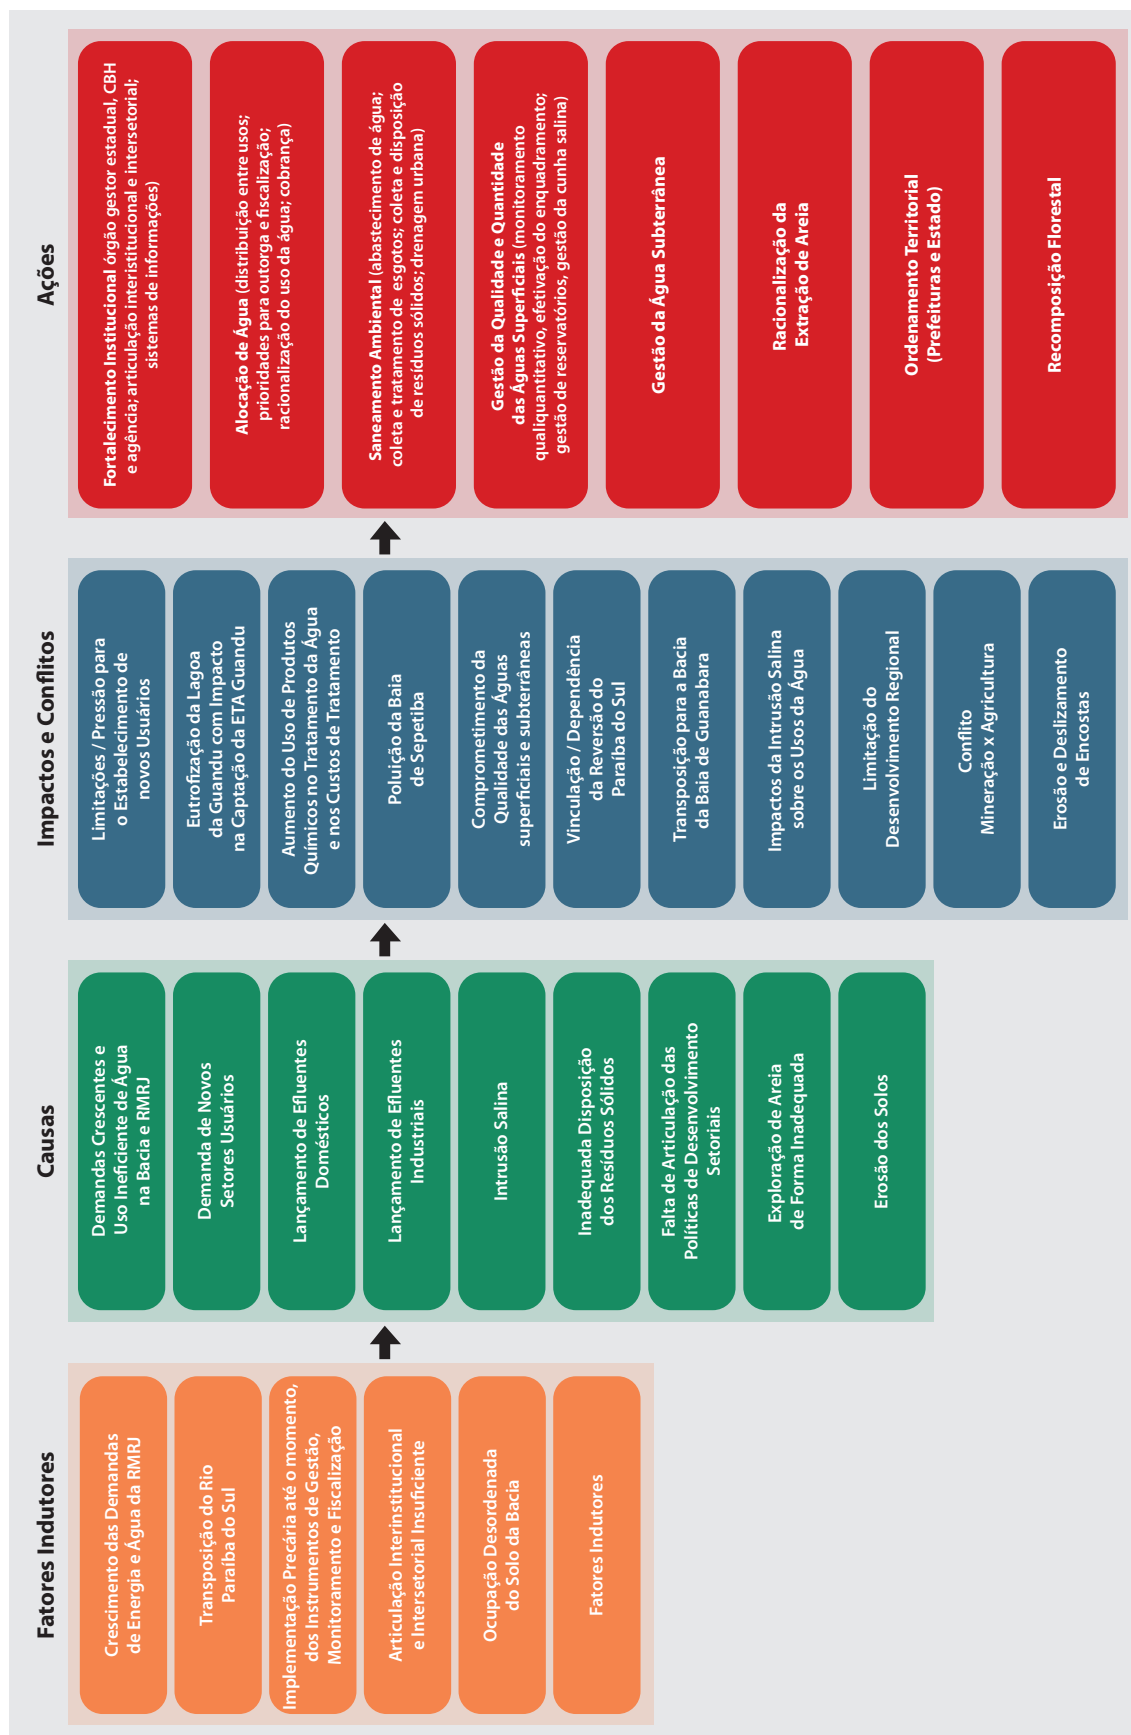 Fatores Indutores
Crescimento das Demandas
de Energia e Água da RMRJ
Transposição do Rio
Paraíba do Sul
Implementação Precária até o momento,
dos Instrumentos de Gestão,
Monitoramento e Fiscalização
Articulação Interinstitucional
e Intersetorial Insuficiente
Ocupação Desordenada
do Solo da Bacia
Fatores Indutores
Causas
Demandas Crescentes e
Uso Ineficiente de Água
na Bacia e RMRJ
Demanda de Novos
Setores Usuários
Lançamento de Efluentes
Domésticos
Lançamento de Efluentes
Industriais
Intrusão Salina
Inadequada Disposição
dos Resíduos Sólidos
Falta de Articulação das
Políticas de Desenvolvimento
Setoriais
Exploração de Areia
de Forma Inadequada
Erosão dos Solos
Impactos e Conflitos
Limitações / Pressão para
o Estabelecimento de
novos Usuários
Eutrofização da Lagoa
da Guandu com Impacto
na Captação da ETA Guandu
Aumento do Uso de Produtos
Químicos no Tratamento da Água
e nos Custos de Tratamento
Poluição da Baia
de Sepetiba
Comprometimento da
Qualidade das Águas
superficiais e subterrâneas
Vinculação / Dependência
da Reversão do
Paraíba do Sul
Transposição para a Bacia
da Baia de Guanabara
Impactos da Intrusão Salina
sobre os Usos da Água
Limitação do
Desenvolvimento Regional
Conflito
Mineração x Agricultura
Erosão e Deslizamento
de Encostas
Ações
Fortalecimento Institucional órgão gestor estadual, CBH
e agência; articulação interistitucional e intersetorial;
sistemas de informações)
Alocação de Água (distribuição entre usos;
prioridades para outorga e fiscalização;
racionalização do uso da água; cobrança)
Saneamento Ambiental (abastecimento de água;
coleta e tratamento de esgotos; coleta e disposição
de resíduos sólidos; drenagem urbana)
Gestão da Qualidade e Quantidade
das Águas Superficiais (monitoramento
qualiquantitativo, efetivação do enquadramento;
gestão de reservatórios, gestão da cunha salina)
Gestão da Água Subterrânea
Racionalização da
Extração de Areia
Ordenamento Territorial
(Prefeituras e Estado)
Recomposição Florestal